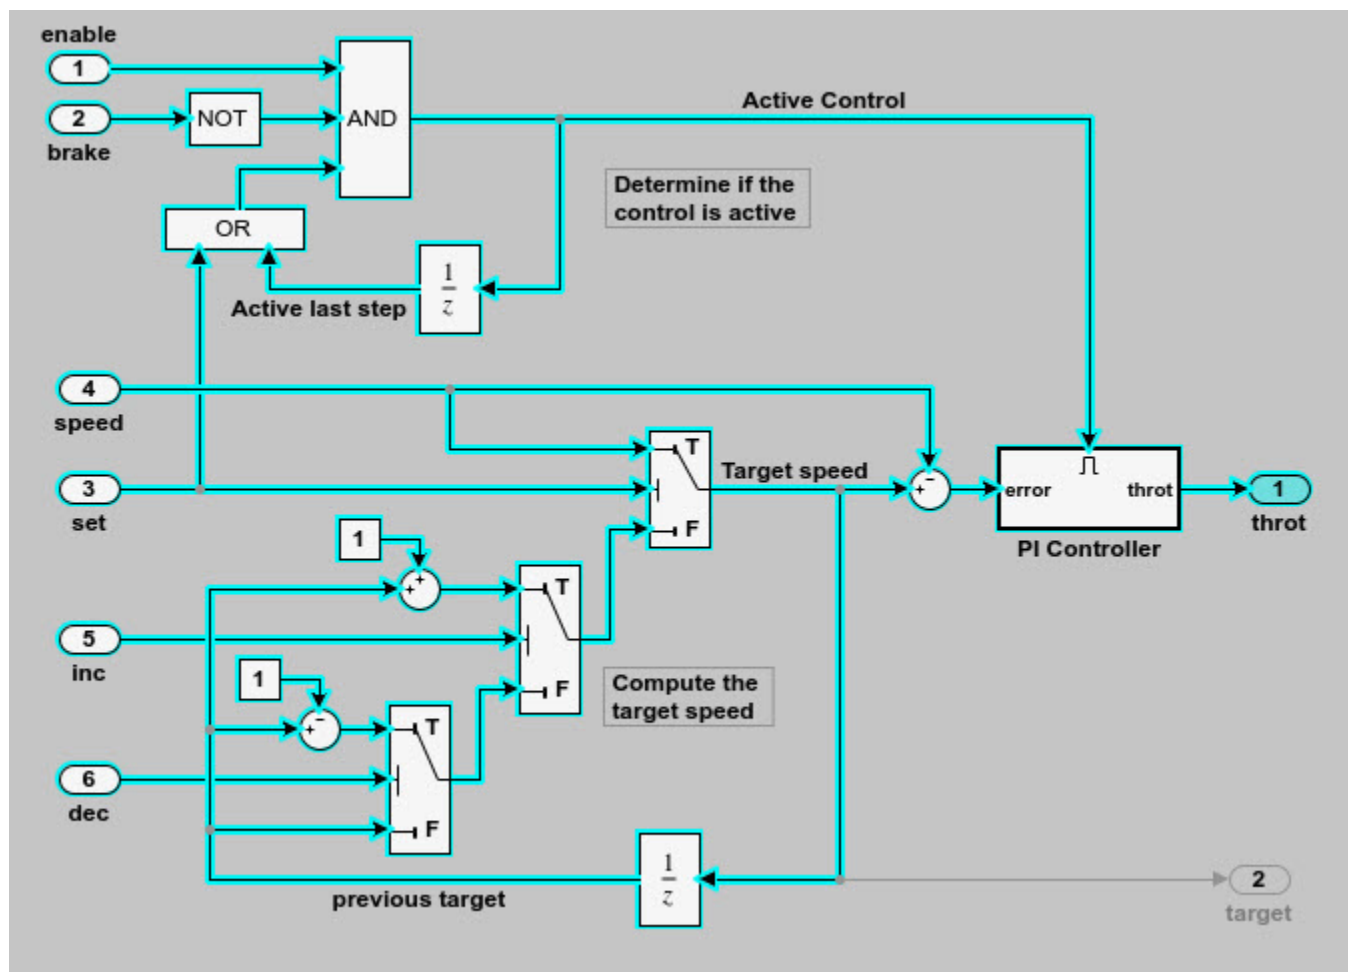 enable
1
2
brake
NOT
AND
Active Control
Determine if the
control is active
OR
1
z
Active last step
4
speed
3
set
T
F
Target speed
+
−
error
throt
PI Controller
1
throt
1
+
+
T
F
5
inc
1
−
+
T
F
6
dec
Compute the
target speed
1
z
previous target
2
target